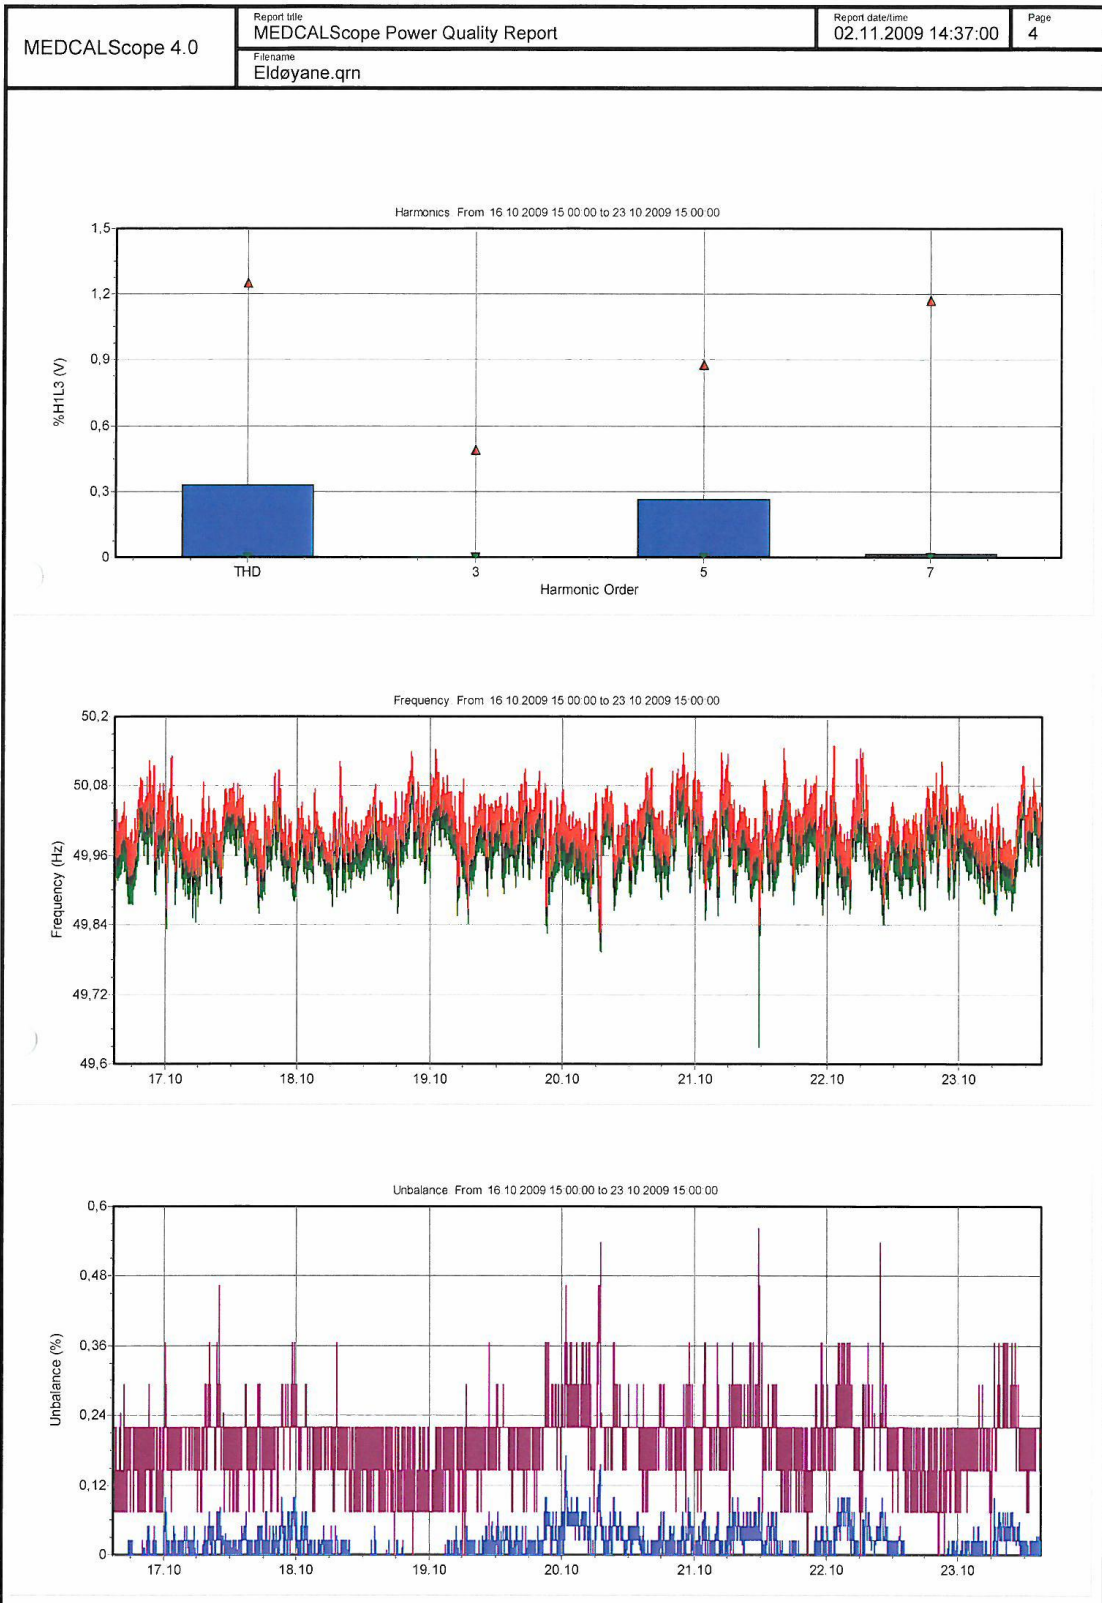 MEDCALScope 4.0
Report title
MEDCALScope Power Quality Report
Report date/time
02.11.2009 14:37:00
Page
4
Filename
Eldøyane.qrn
Harmonics From 16 10 2009 15 00:00 to 23 10 2009 15:00:00
1,5
1,2
0,9
0,6
0,3
0
%H1L3 (V)
THD 3 5 7
Harmonic Order
Frequency From 16 10 2009 15 00:00 to 23 10 2009 15:00:00
50,2
50,08
49,96
49,84
49,72
49,6
Frequency (Hz)
17.10 18.10 19.10 20.10 21.10 22.10 23.10
Unbalance From 16 10 2009 15 00:00 to 23 10 2009 15:00:00
0,6
0,48
0,36
0,24
0,12
0
Unbalance (%)
17.10 18.10 19.10 20.10 21.10 22.10 23.10